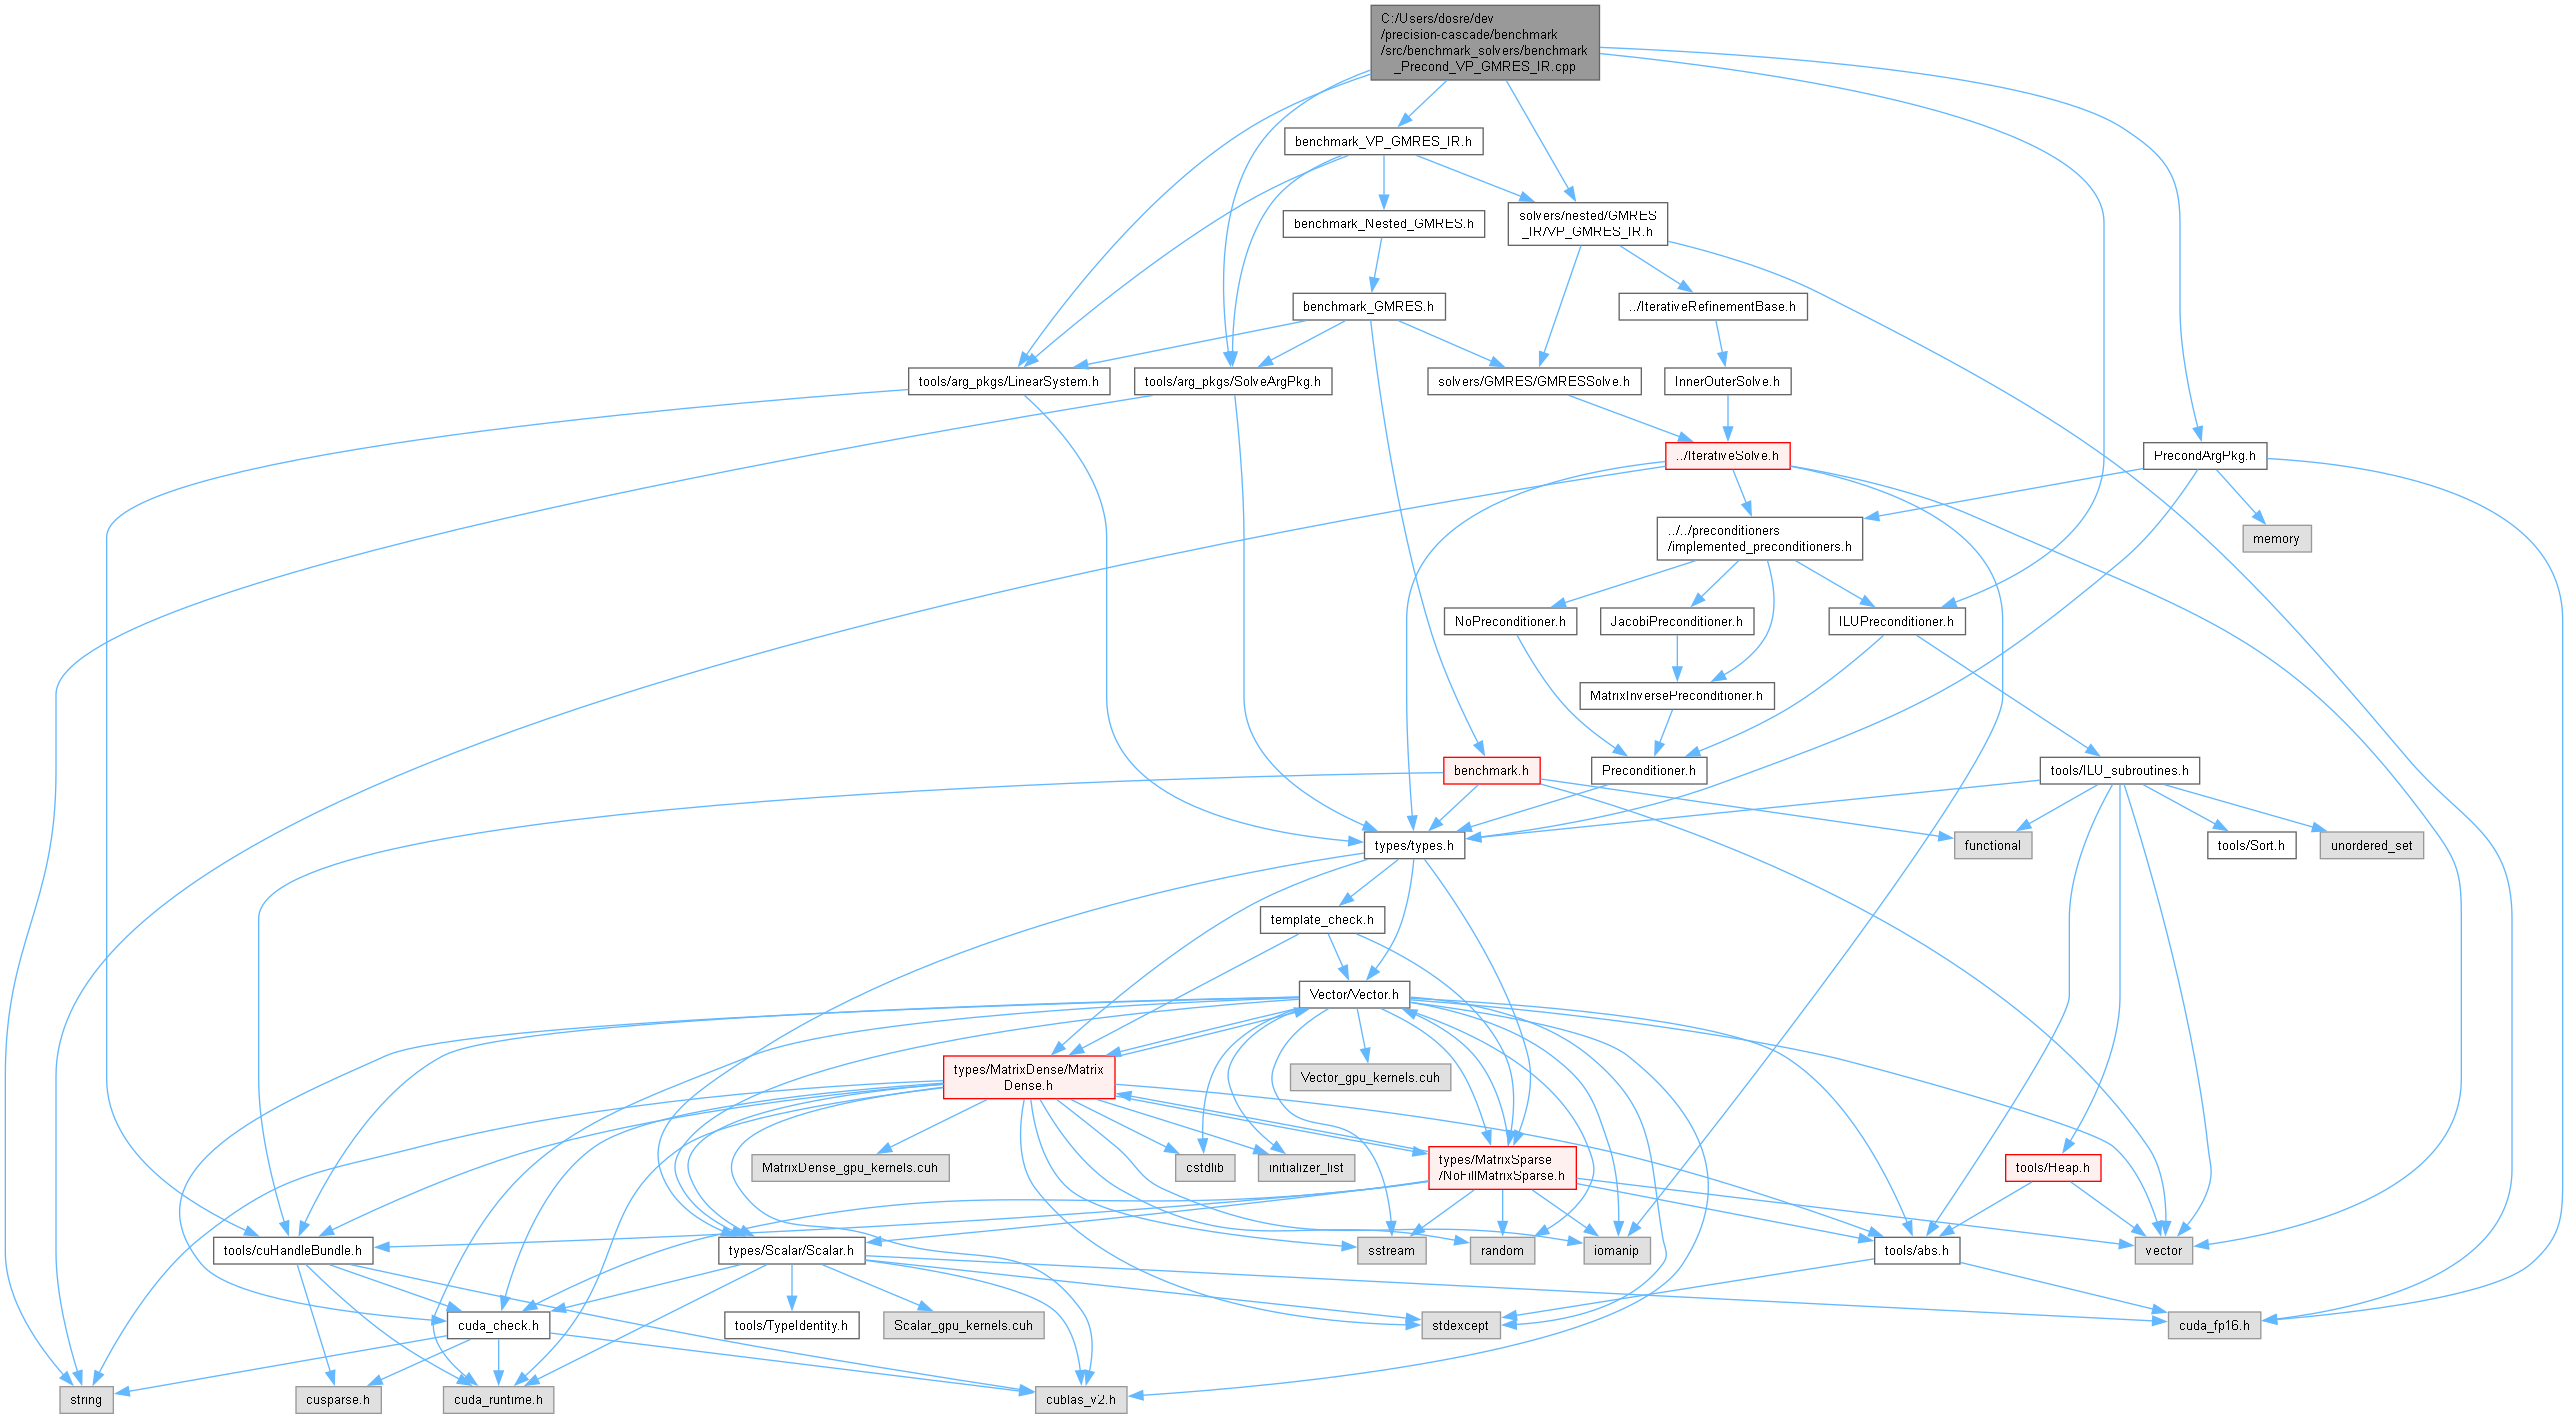 C:/Users/dosre/dev
/precision-cascade/benchmark
/src/benchmark_solvers/benchmark
_Precond_VP_GMRES_IR.cpp
benchmark_VP_GMRES_IR.h
benchmark_Nested_GMRES.h
solvers/nested/GMRES
_IR/VP_GMRES_IR.h
benchmark_GMRES.h
../IterativeRefinementBase.h
tools/arg_pkgs/LinearSystem.h
tools/arg_pkgs/SolveArgPkg.h
solvers/GMRES/GMRESSolve.h
InnerOuterSolve.h
../IterativeSolve.h
PrecondArgPkg.h
../../preconditioners
/implemented_preconditioners.h
memory
NoPreconditioner.h
JacobiPreconditioner.h
ILUPreconditioner.h
MatrixInversePreconditioner.h
benchmark.h
Preconditioner.h
tools/ILU_subroutines.h
types/types.h
functional
tools/Sort.h
unordered_set
template_check.h
Vector/Vector.h
types/MatrixDense/Matrix
Dense.h
Vector_gpu_kernels.cuh
MatrixDense_gpu_kernels.cuh
cstdlib
initializer_list
types/MatrixSparse
/NoFillMatrixSparse.h
tools/Heap.h
tools/cuHandleBundle.h
types/Scalar/Scalar.h
sstream
random
iomanip
tools/abs.h
vector
cuda_check.h
tools/TypeIdentity.h
Scalar_gpu_kernels.cuh
stdexcept
cuda_fp16.h
string
cusparse.h
cuda_runtime.h
cublas_v2.h